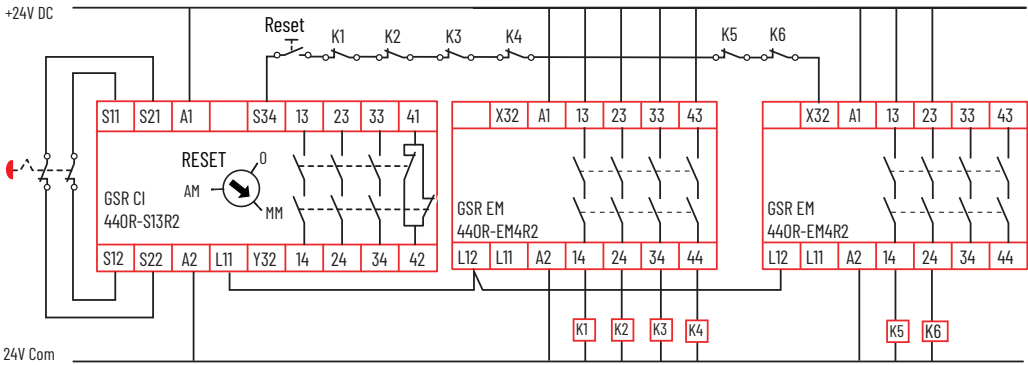 +24V DC
Reset K1 K2 K3 K4 K5 K6
S11 S21 A1 S34 13 23 33 41
X32 A1 13 23 33 43
X32 A1 13 23 33 43
RESET
0
AM
MM
GSR CI
440R-S13R2
GSR EM
440R-EM4R2
GSR EM
440R-EM4R2
S12 S22 A2 L11 Y32 14 24 34 42
L12 L11 A2 14 24 34 44
L12 L11 A2 14 24 34 44
K1 K2 K3 K4 K5 K6
24V Com